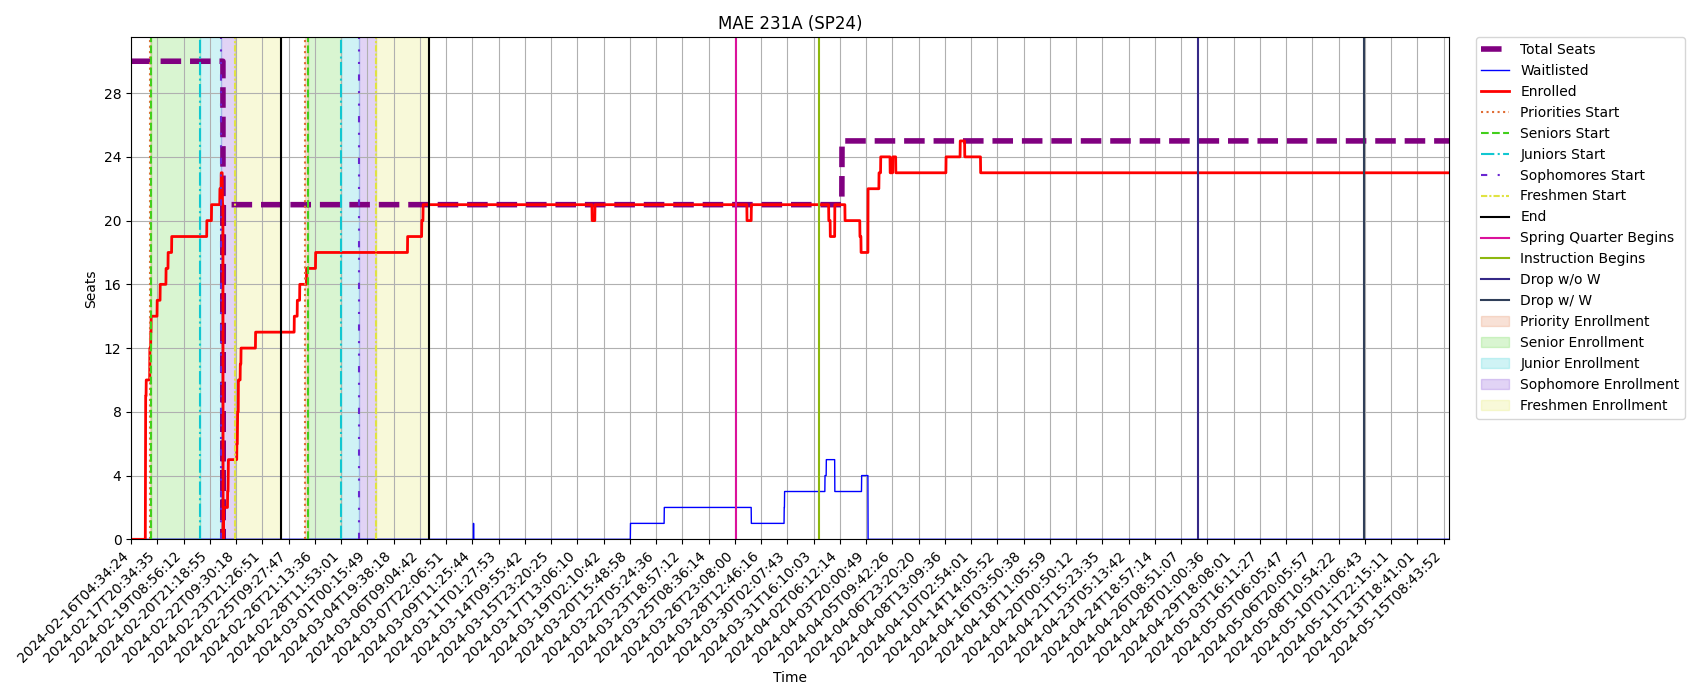 MAE 231A (SP24)
Seats
28
24
20
16
12
8
4
0
2024-02-16T04:34:24
2024-02-17T20:34:35
2024-02-19T08:56:12
2024-02-20T21:18:55
2024-02-22T09:30:18
2024-02-23T21:26:51
2024-02-25T09:27:47
2024-02-26T21:13:36
2024-02-28T11:53:01
2024-03-01T00:15:49
2024-03-04T19:38:18
2024-03-06T09:04:42
2024-03-07T22:06:51
2024-03-11T01:25:44
2024-03-12T13:27:53
2024-03-14T09:55:42
2024-03-15T23:20:25
2024-03-17T13:06:10
2024-03-19T02:10:42
2024-03-20T15:48:58
2024-03-22T05:24:36
2024-03-23T18:57:12
2024-03-25T08:36:14
2024-03-26T23:08:00
2024-03-28T12:46:16
2024-03-30T02:07:43
2024-03-31T16:10:03
2024-04-02T06:12:14
2024-04-03T20:00:49
2024-04-05T09:42:26
2024-04-06T23:20:20
2024-04-08T13:09:36
2024-04-10T02:54:01
2024-04-14T14:05:52
2024-04-16T03:50:38
2024-04-18T11:05:59
2024-04-20T00:50:12
2024-04-21T15:23:35
2024-04-23T05:13:42
2024-04-24T18:57:14
2024-04-26T08:51:07
2024-04-28T01:00:36
2024-04-29T18:08:01
2024-05-03T16:11:27
2024-05-05T06:05:47
2024-05-06T20:05:57
2024-05-08T10:54:22
2024-05-10T01:06:43
2024-05-11T22:15:11
2024-05-13T18:41:01
2024-05-15T08:43:52
Time
Total Seats
Waitlisted
Enrolled
Priorities Start
Seniors Start
Juniors Start
Sophomores Start
Freshmen Start
End
Spring Quarter Begins
Instruction Begins
Drop w/o W
Drop w/ W
Priority Enrollment
Senior Enrollment
Junior Enrollment
Sophomore Enrollment
Freshmen Enrollment